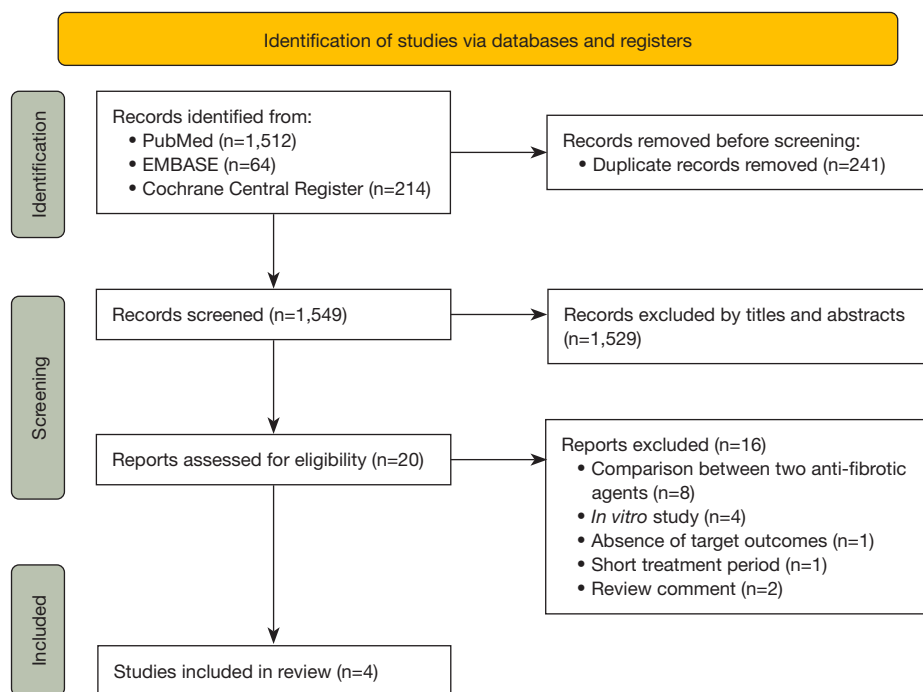 Identification of studies via databases and registers
Identification
Records identified from:
• PubMed (n=1,512)
• EMBASE (n=64)
• Cochrane Central Register (n=214)
Records removed before screening:
• Duplicate records removed (n=241)
Screening
Records screened (n=1,549)
Records excluded by titles and abstracts
(n=1,529)
Reports assessed for eligibility (n=20)
Reports excluded (n=16)
• Comparison between two anti-fibrotic
agents (n=8)
• In vitro study (n=4)
• Absence of target outcomes (n=1)
• Short treatment period (n=1)
• Review comment (n=2)
Included
Studies included in review (n=4)